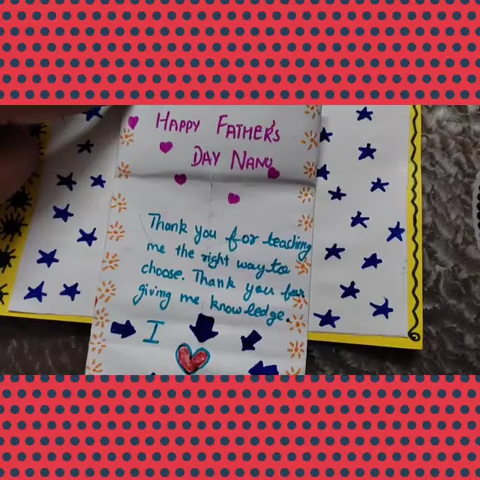 HAPPY FATHER'S
DAY NANU
Thank you for teaching
me the right way to
choose. Thank you for
giving me knowledge.
I